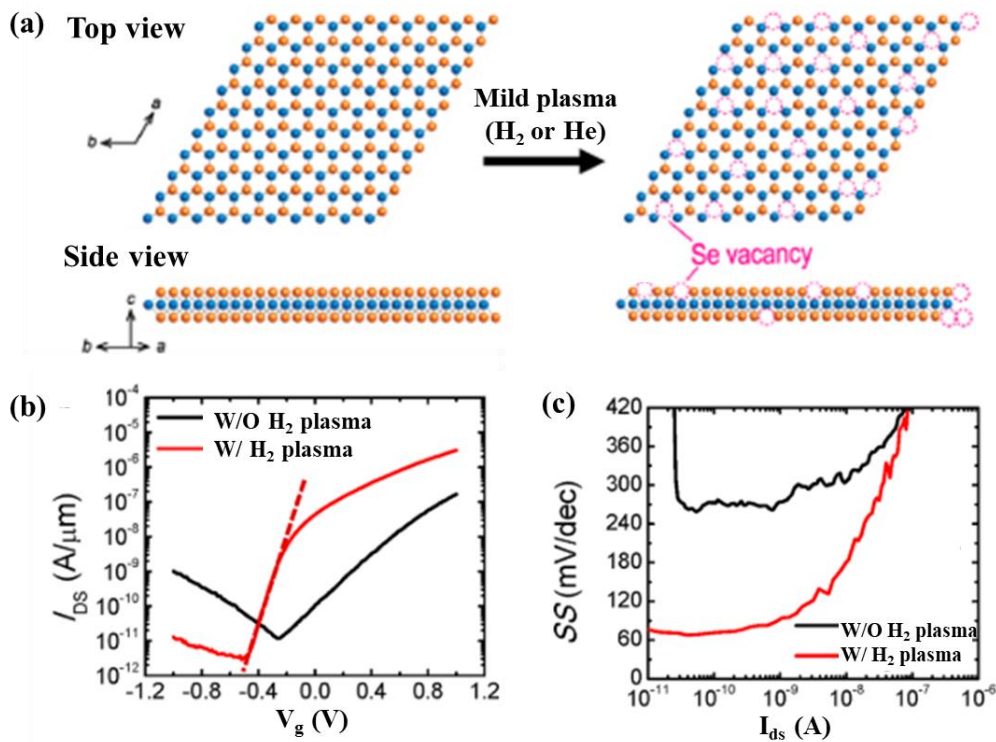 (a) Top view
a
b
Mild plasma
(H₂ or He)
Side view
Se vacancy
c
b a
(b)
10⁻⁴
10⁻⁵
10⁻⁶
10⁻⁷
10⁻⁸
10⁻⁹
10⁻¹⁰
10⁻¹¹
10⁻¹²
I_DS (A/μm)
W/O H₂ plasma
W/ H₂ plasma
-1.2 -0.8 -0.4 0.0 0.4 0.8 1.2
V_g (V)
(c)
420
360
300
240
180
120
60
0
SS (mV/dec)
W/O H₂ plasma
W/ H₂ plasma
10⁻¹¹ 10⁻¹⁰ 10⁻⁹ 10⁻⁸ 10⁻⁷ 10⁻⁶
I_ds (A)